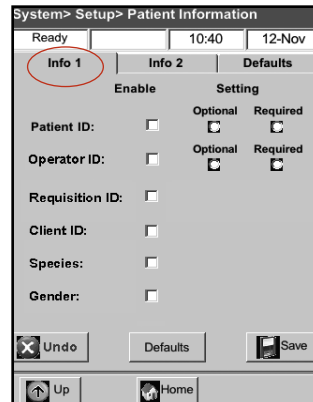 System> Setup> Patient Information
Ready 10:40 12-Nov
Info 1 Info 2 Defaults
Enable Setting
Optional Required
Patient ID:
Optional Required
Operator ID:
Requisition ID:
Client ID:
Species:
Gender:
Undo Defaults Save
Up Home